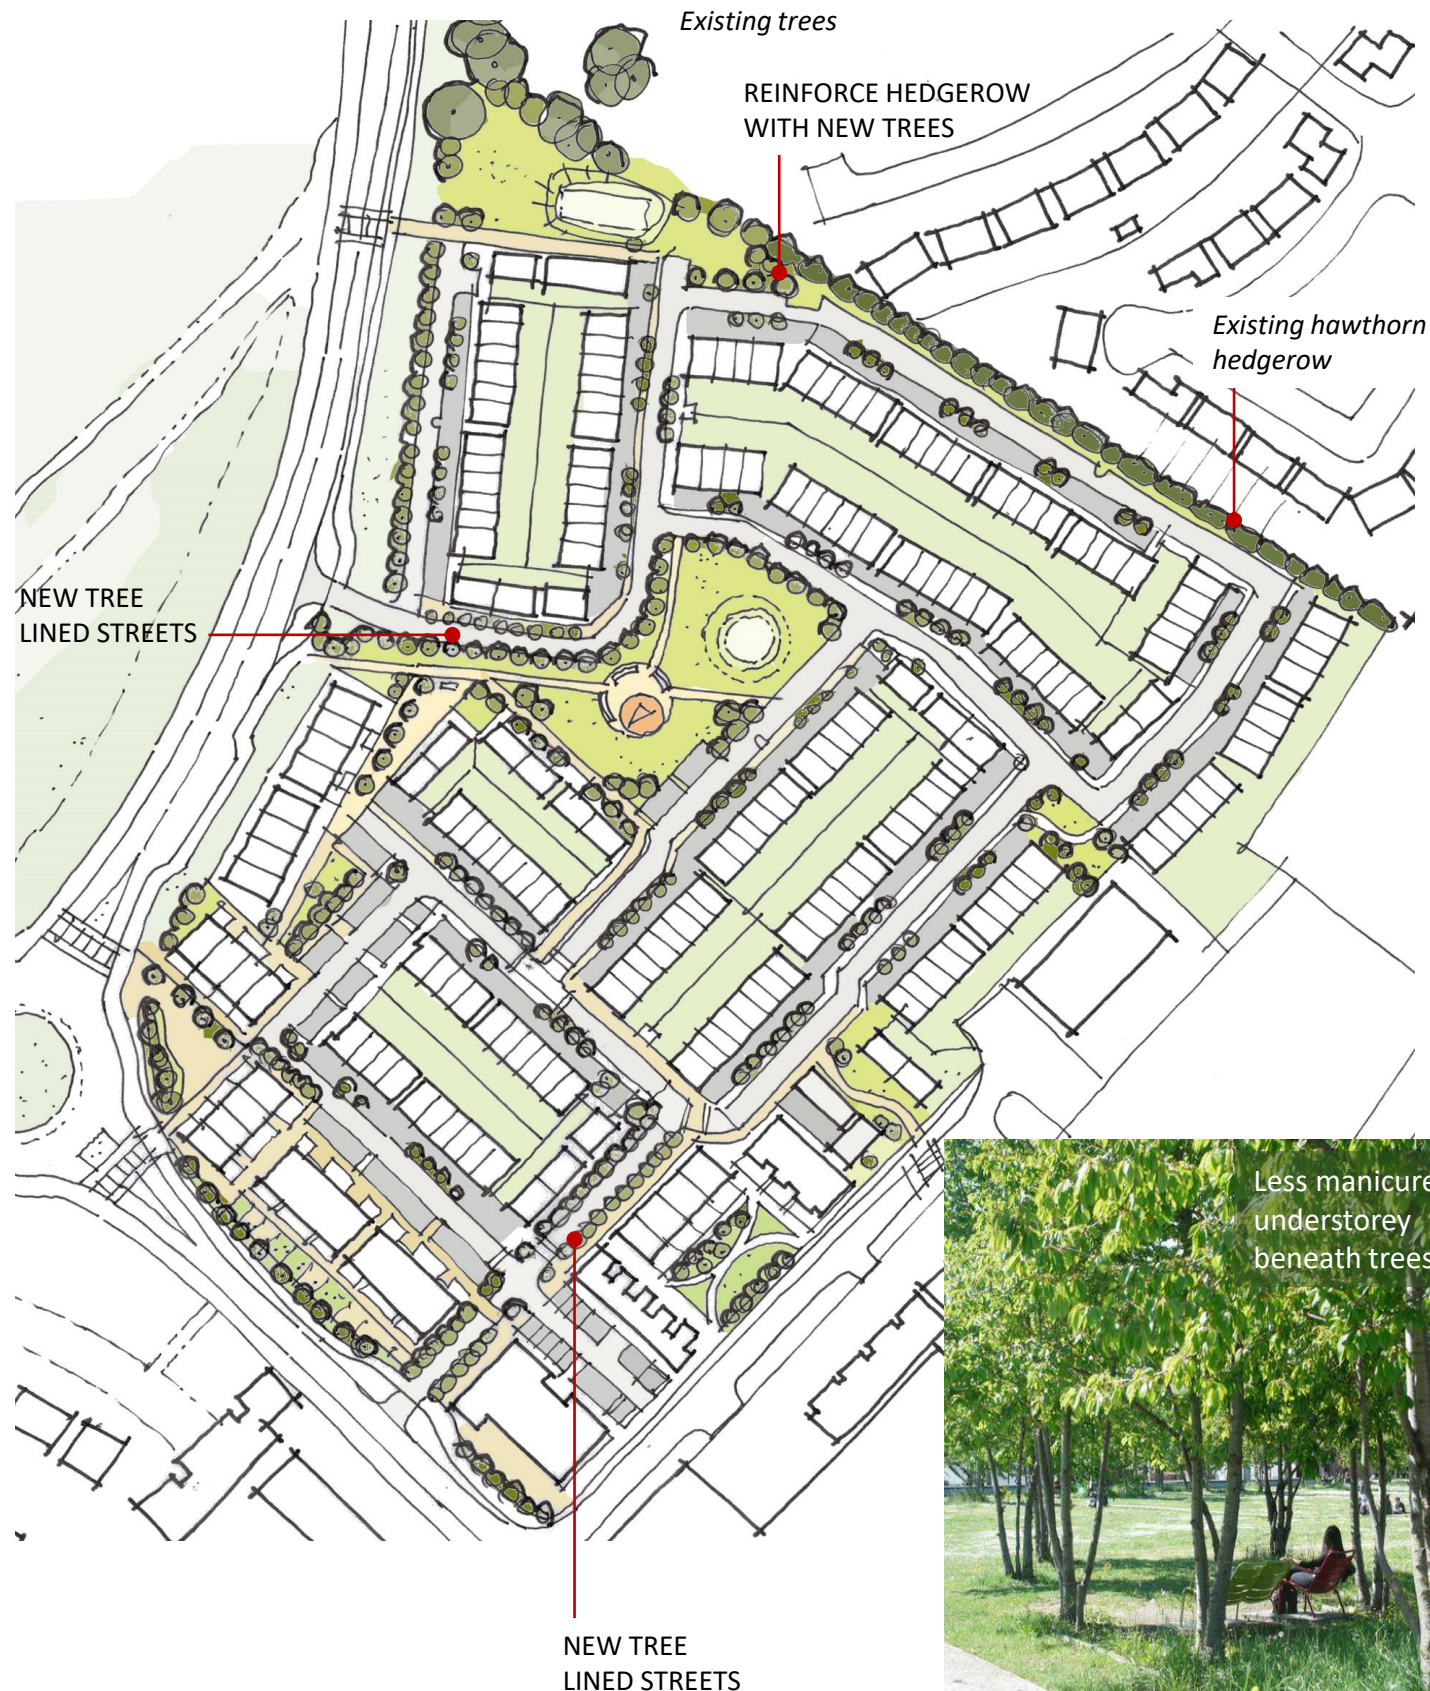 Existing trees
REINFORCE HEDGEROW
WITH NEW TREES
Existing hawthorn
hedgerow
NEW TREE
LINED STREETS
Less manicure
understorey
beneath trees
NEW TREE
LINED STREETS